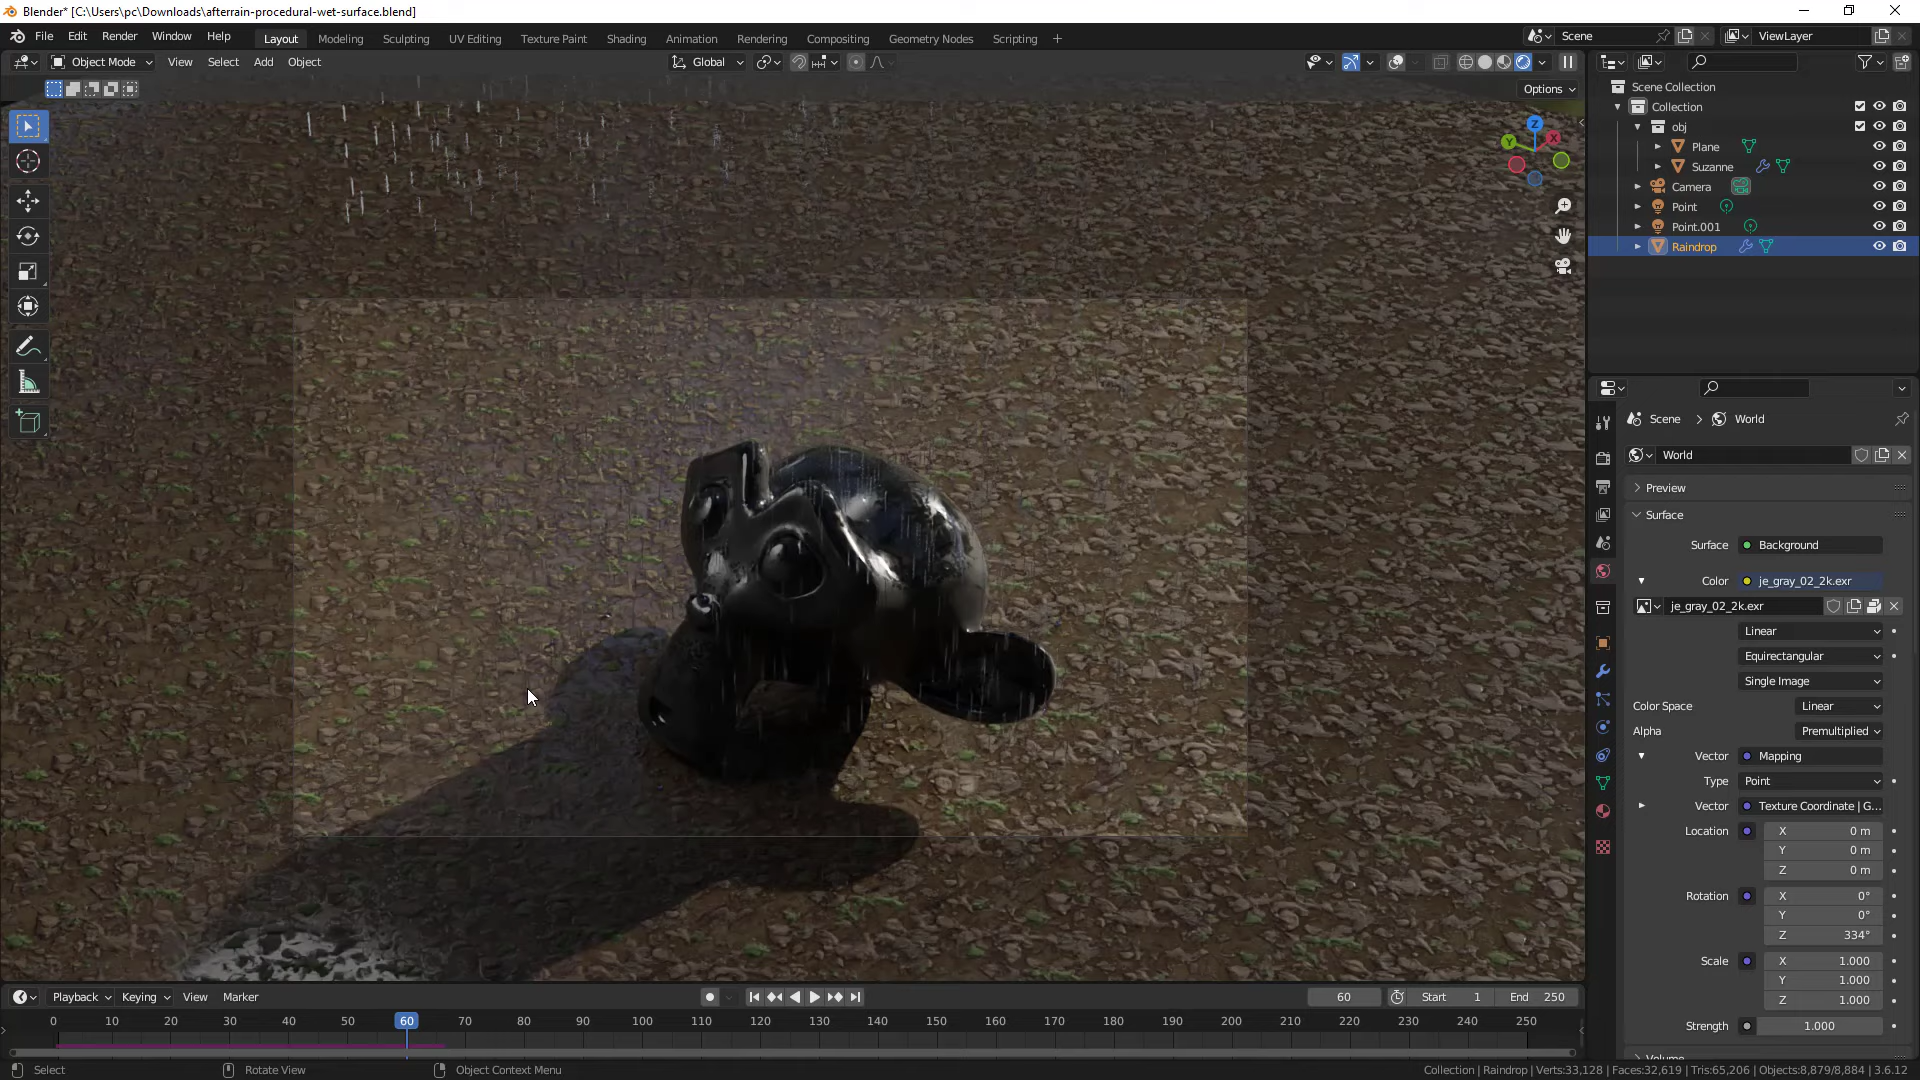 Blender* [C:\Users\pc\Downloads\afterrain-procedural-wet-surface.blend]
File Edit Render Window Help
Layout Modeling Sculpting UV Editing Texture Paint Shading Animation Rendering Compositing Geometry Nodes Scripting
Scene
ViewLayer
Object Mode View Select Add Object
Global
Options
Scene Collection
Collection
obj
Plane
Suzanne
Camera
Point
Point.001
Raindrop
Z
Y
X
Scene > World
World
Preview
Surface
Surface Background
Color je_gray_02_2k.exr
je_gray_02_2k.exr
Linear
Equirectangular
Single Image
Color Space Linear
Alpha Premultiplied
Vector Mapping
Type Point
Vector Texture Coordinate | G...
Location X 0 m
Y 0 m
Z 0 m
Rotation X 0°
Y 0°
Z 334°
Scale X 1.000
Y 1.000
Z 1.000
Strength 1.000
Playback Keying View Marker
60 Start 1 End 250
0 10 20 30 40 50 60 70 80 90 100 110 120 130 140 150 160 170 180 190 200 210 220 230 240 250
Select Rotate View Object Context Menu
Collection | Raindrop | Verts:33,128 | Faces:32,619 | Tris:65,206 | Objects:8,879/8,884 | 3.6.12